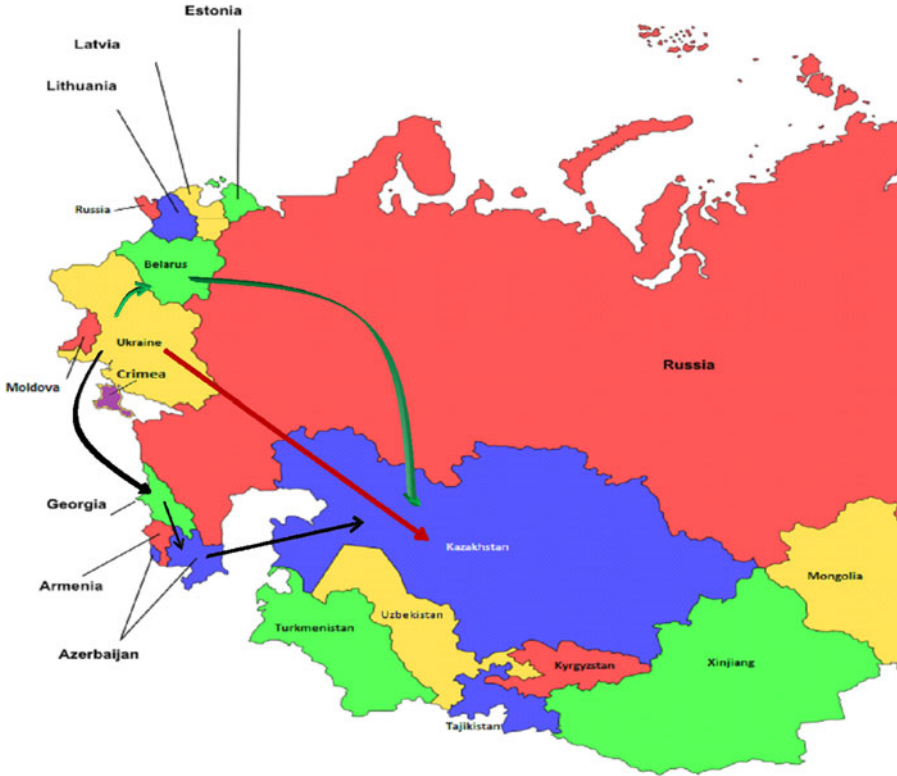 Estonia
Latvia
Lithuania
Russia
Belarus
Ukraine
Russia
Crimea
Moldova
Georgia
Kazakhstan
Mongolia
Armenia
Uzbekistan
Turkmenistan
Azerbaijan
Kyrgyzstan
Xinjiang
Tajikistan